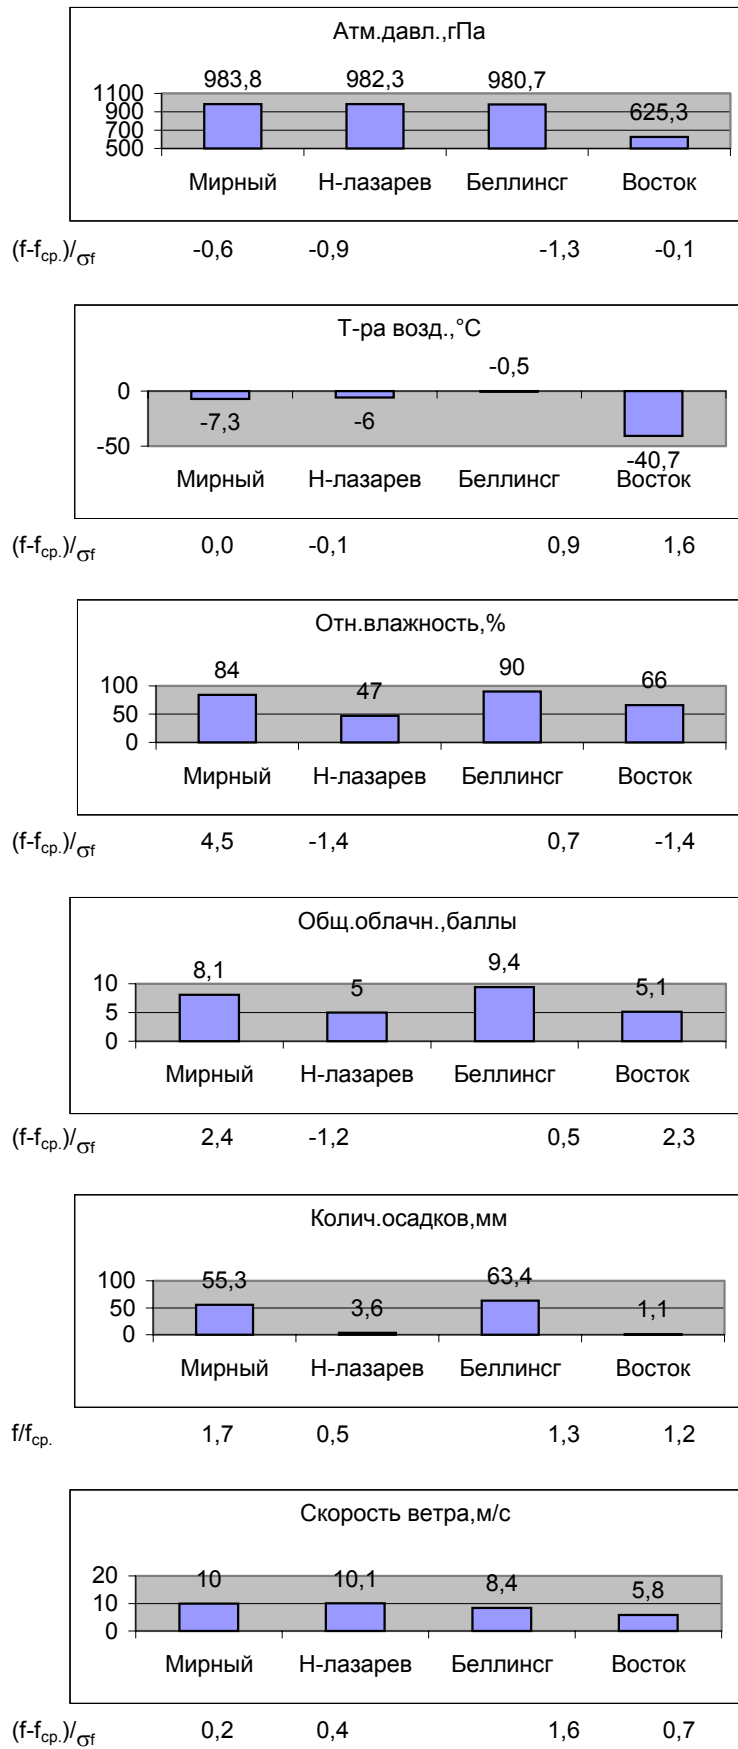 Атм.давл.,гПа
983,8 982,3 980,7 625,3
1100
900
700
500
Мирный Н-лазарев Беллинсг Восток
(f-fср.)/σf -0,6 -0,9 -1,3 -0,1
Т-ра возд.,°С
-0,5
0
-7,3 -6
-50
-40,7
Мирный Н-лазарев Беллинсг Восток
(f-fср.)/σf 0,0 -0,1 0,9 1,6
Отн.влажность,%
84 47 90 66
100
50
0
Мирный Н-лазарев Беллинсг Восток
(f-fср.)/σf 4,5 -1,4 0,7 -1,4
Общ.облачн.,баллы
8,1 5 9,4 5,1
10
5
0
Мирный Н-лазарев Беллинсг Восток
(f-fср.)/σf 2,4 -1,2 0,5 2,3
Колич.осадков,мм
55,3 3,6 63,4 1,1
100
50
0
Мирный Н-лазарев Беллинсг Восток
f/fср. 1,7 0,5 1,3 1,2
Скорость ветра,м/с
10 10,1 8,4 5,8
20
10
0
Мирный Н-лазарев Беллинсг Восток
(f-fср.)/σf 0,2 0,4 1,6 0,7